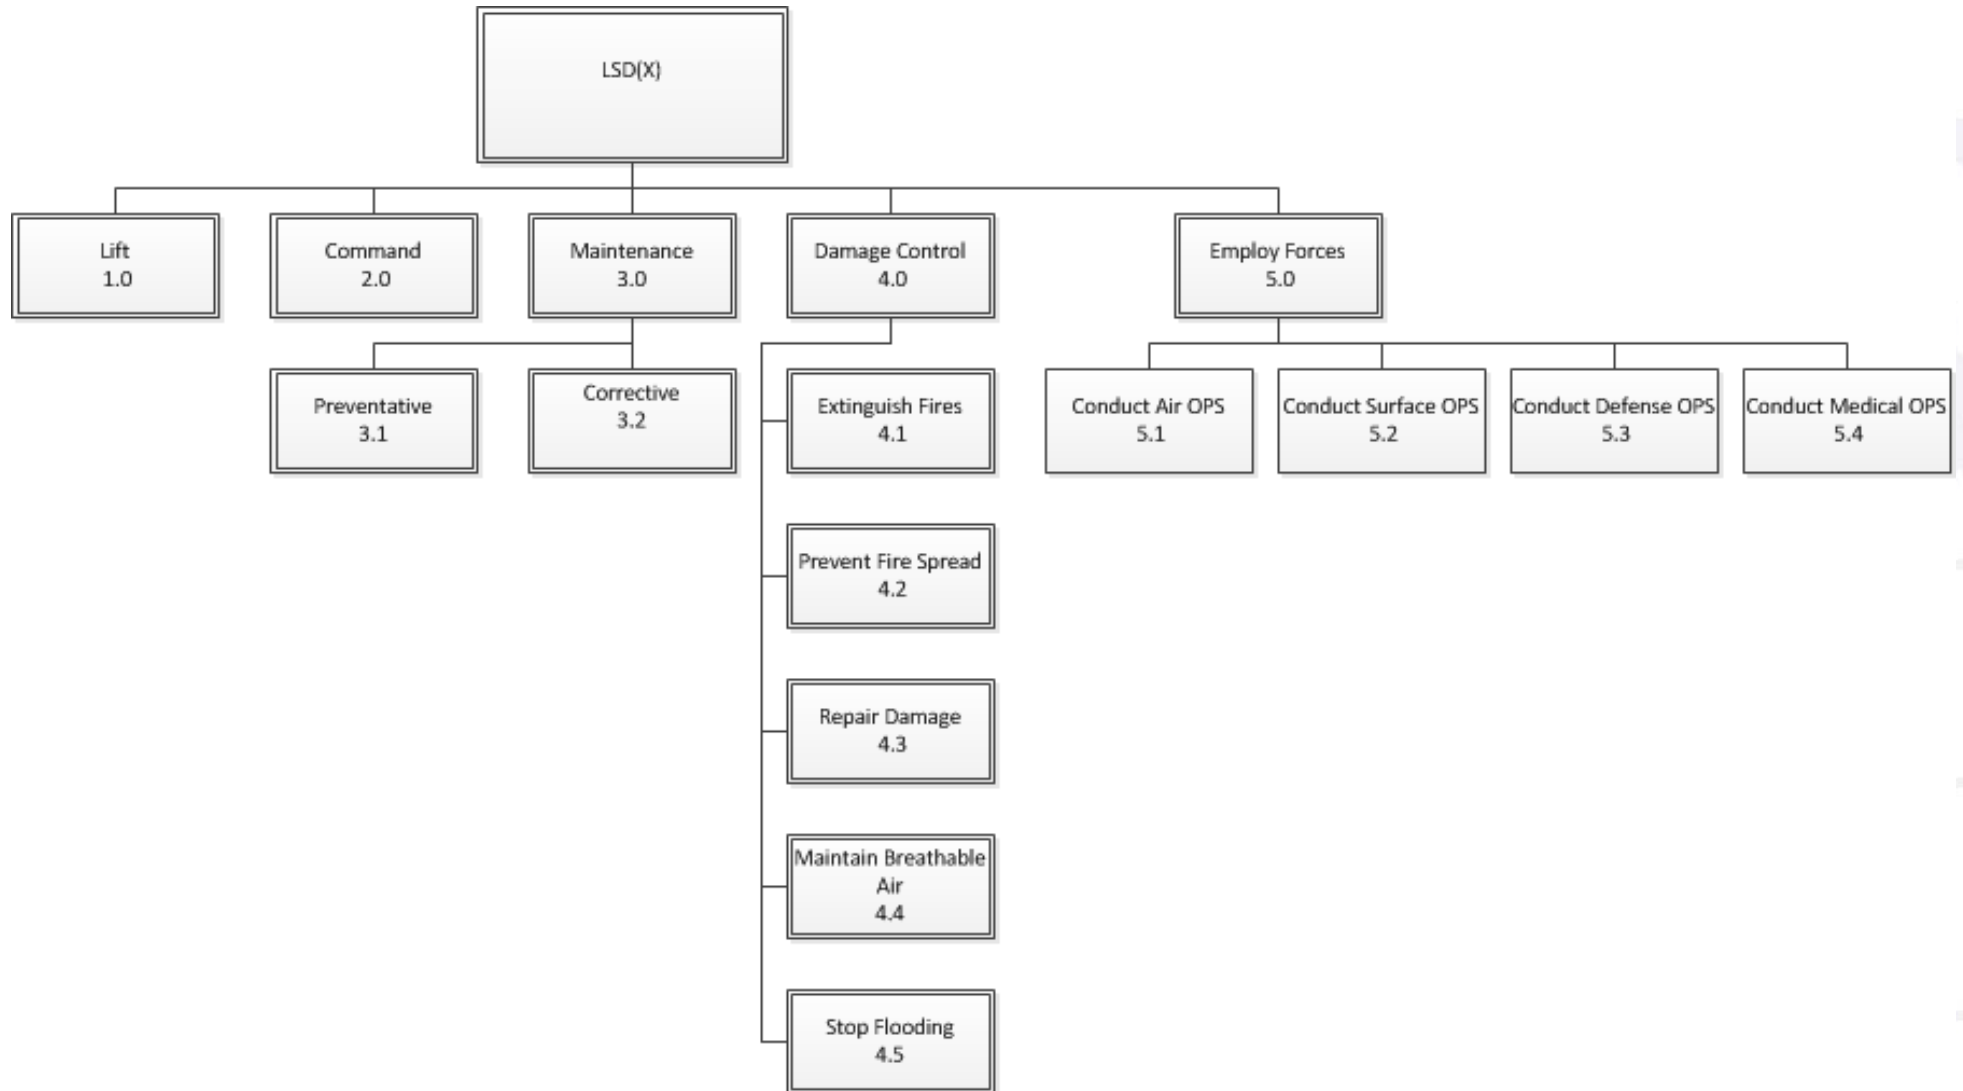 LSD(X)
Lift
1.0
Command
2.0
Maintenance
3.0
Damage Control
4.0
Employ Forces
5.0
Preventative
3.1
Corrective
3.2
Extinguish Fires
4.1
Conduct Air OPS
5.1
Conduct Surface OPS
5.2
Conduct Defense OPS
5.3
Conduct Medical OPS
5.4
Prevent Fire Spread
4.2
Repair Damage
4.3
Maintain Breathable
Air
4.4
Stop Flooding
4.5